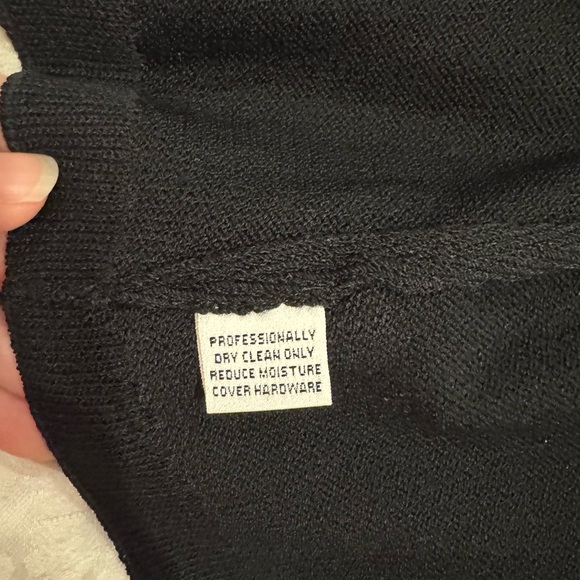 PROFESSIONALLY
DRY CLEAN ONLY
REDUCE MOISTURE
COVER HARDWARE